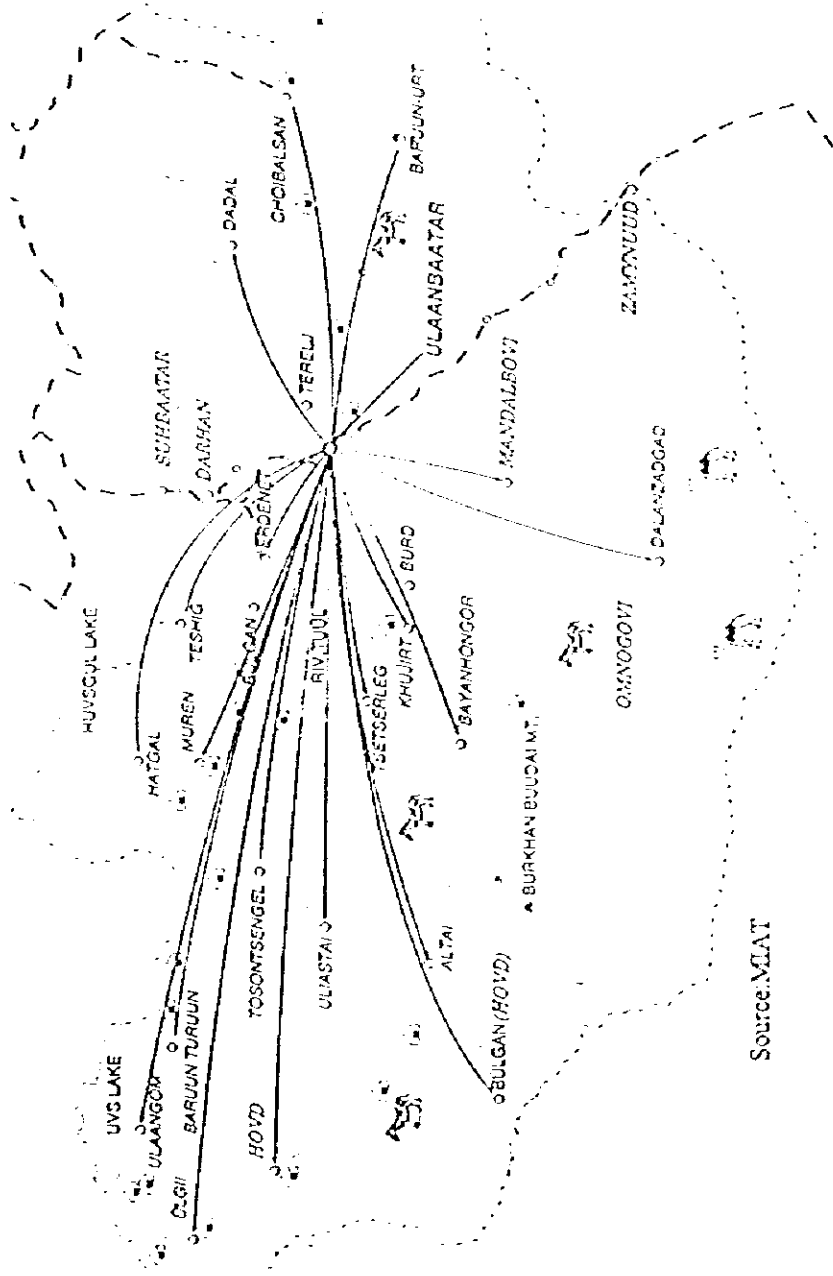 UVS LAKE
ULAANGOM
OLGII
BARUUN TURUUN
HOVD
TOSONTSENGEL
ULIASTAI
ALTAI
BULGAN (HOVD)
BURKHAN BUUDAI MT.
HUVSGUL LAKE
HATGAL
MUREN
TESHIG
BULGAN
TSETSERLEG
KHUJIRT
BURD
BAYANHONGOR
OMNOGOVI
SUHBAATAR
DARHAN
ERDENET
TERELJ
DADAL
CHOIBALSAN
BARUUN-URT
ULAANBAATAR
MANDALGOVI
DALANZADGAD
ZAMYNUUD
Source:MIAT